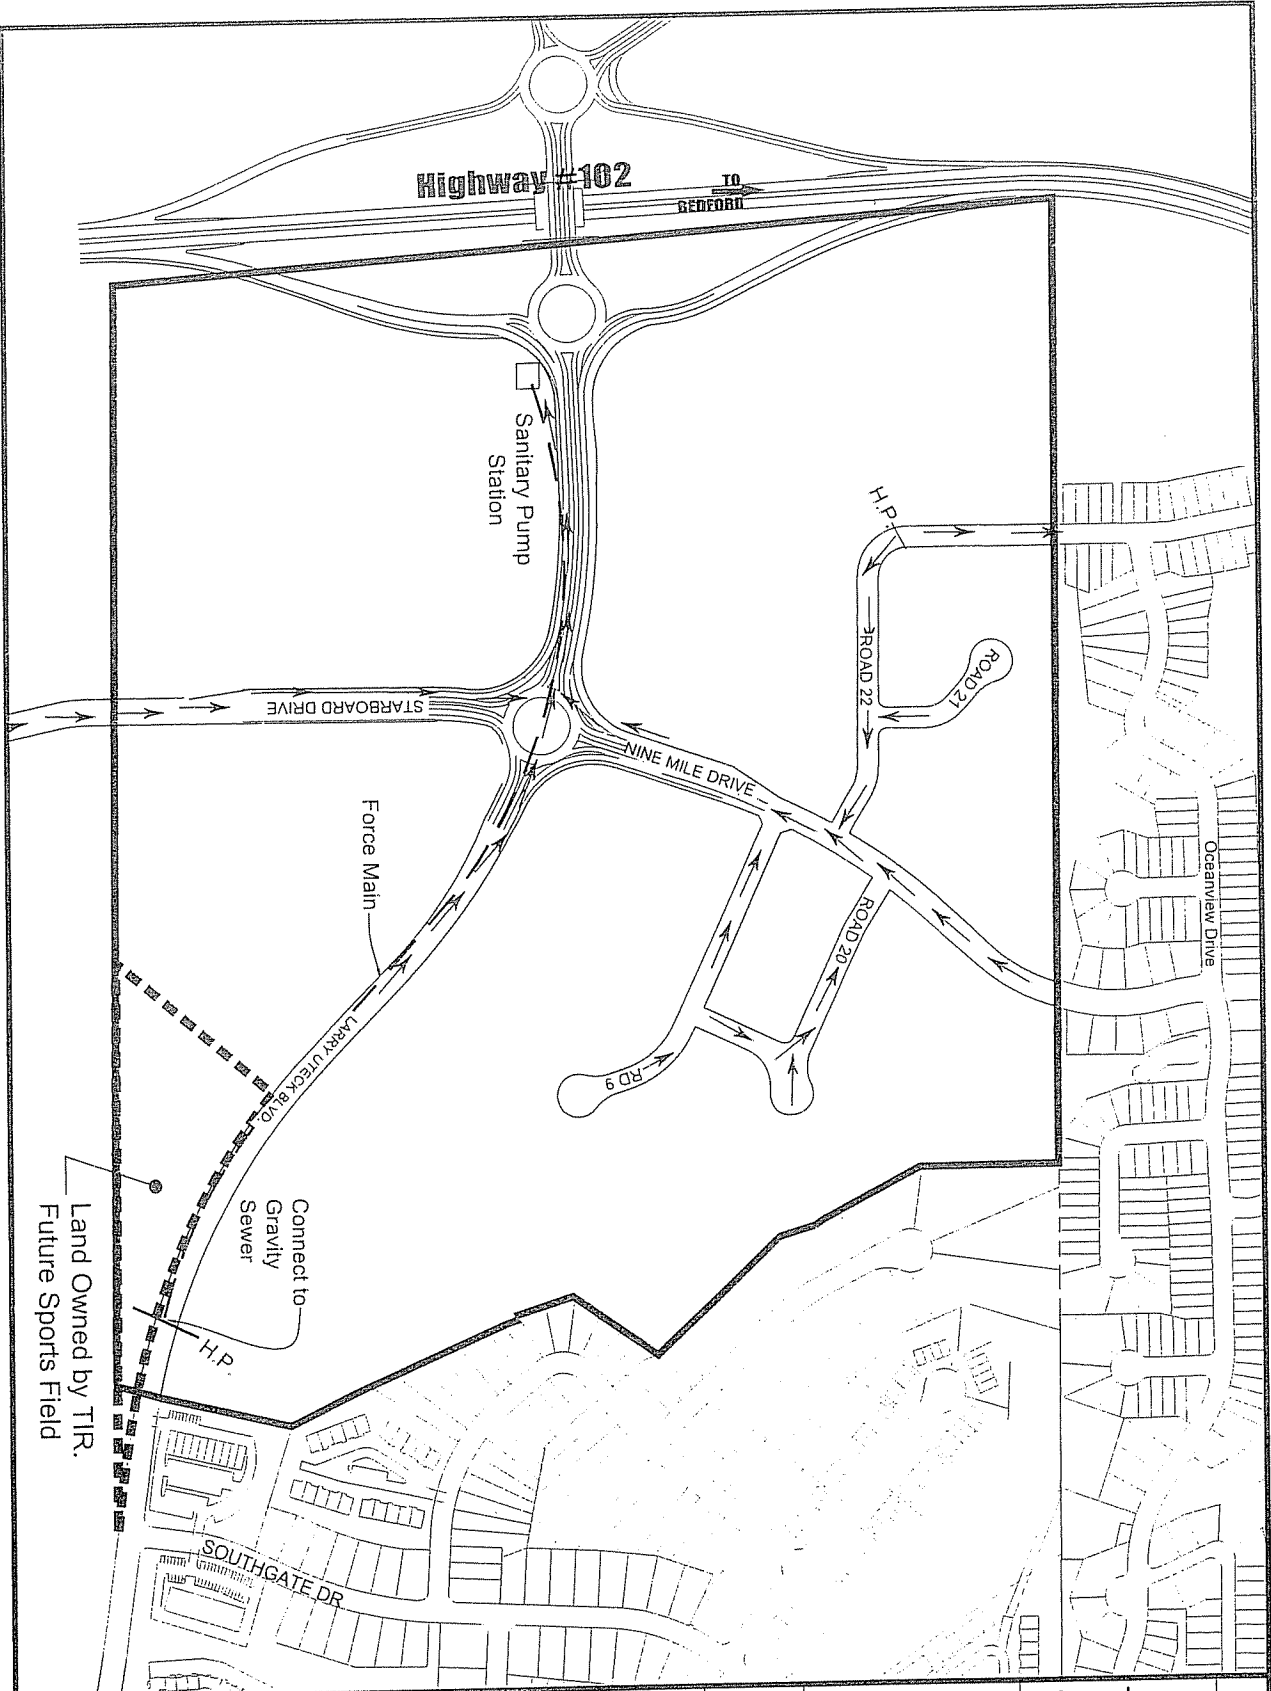 Highway #102
TO
BEDFORD
Sanitary Pump
Station
H.P.
ROAD 22
ROAD 21
STARBOARD DRIVE
NINE MILE DRIVE
Oceanview Drive
Force Main
ROAD 20
RD 9
LARRY UTECK BLVD.
Connect to
Gravity
Sewer
H.P.
Land Owned by TIR.
Future Sports Field
SOUTHGATE DR